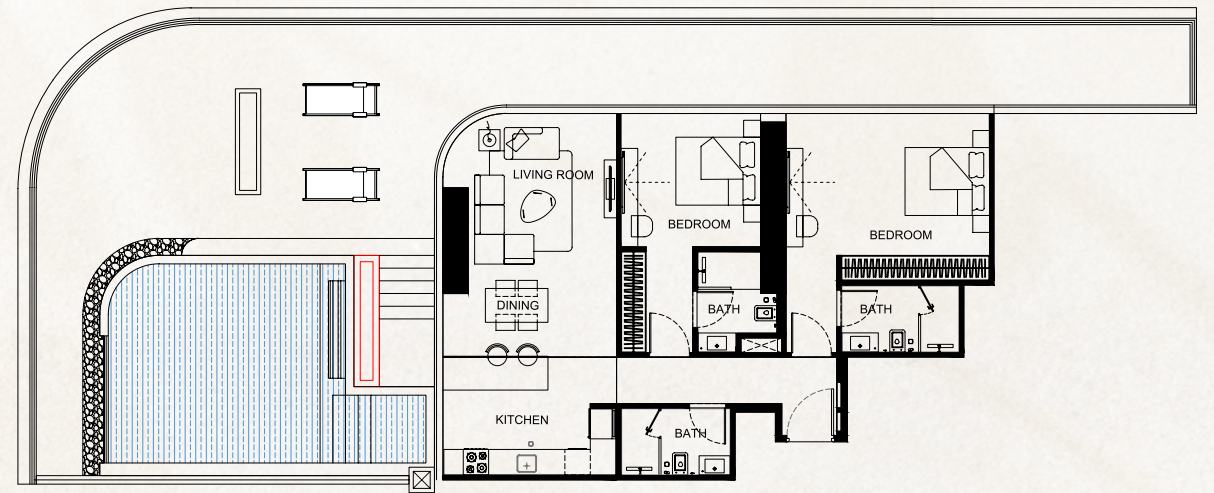 LIVING ROOM
BEDROOM
BEDROOM
DINING
BATH
BATH
KITCHEN
BATH